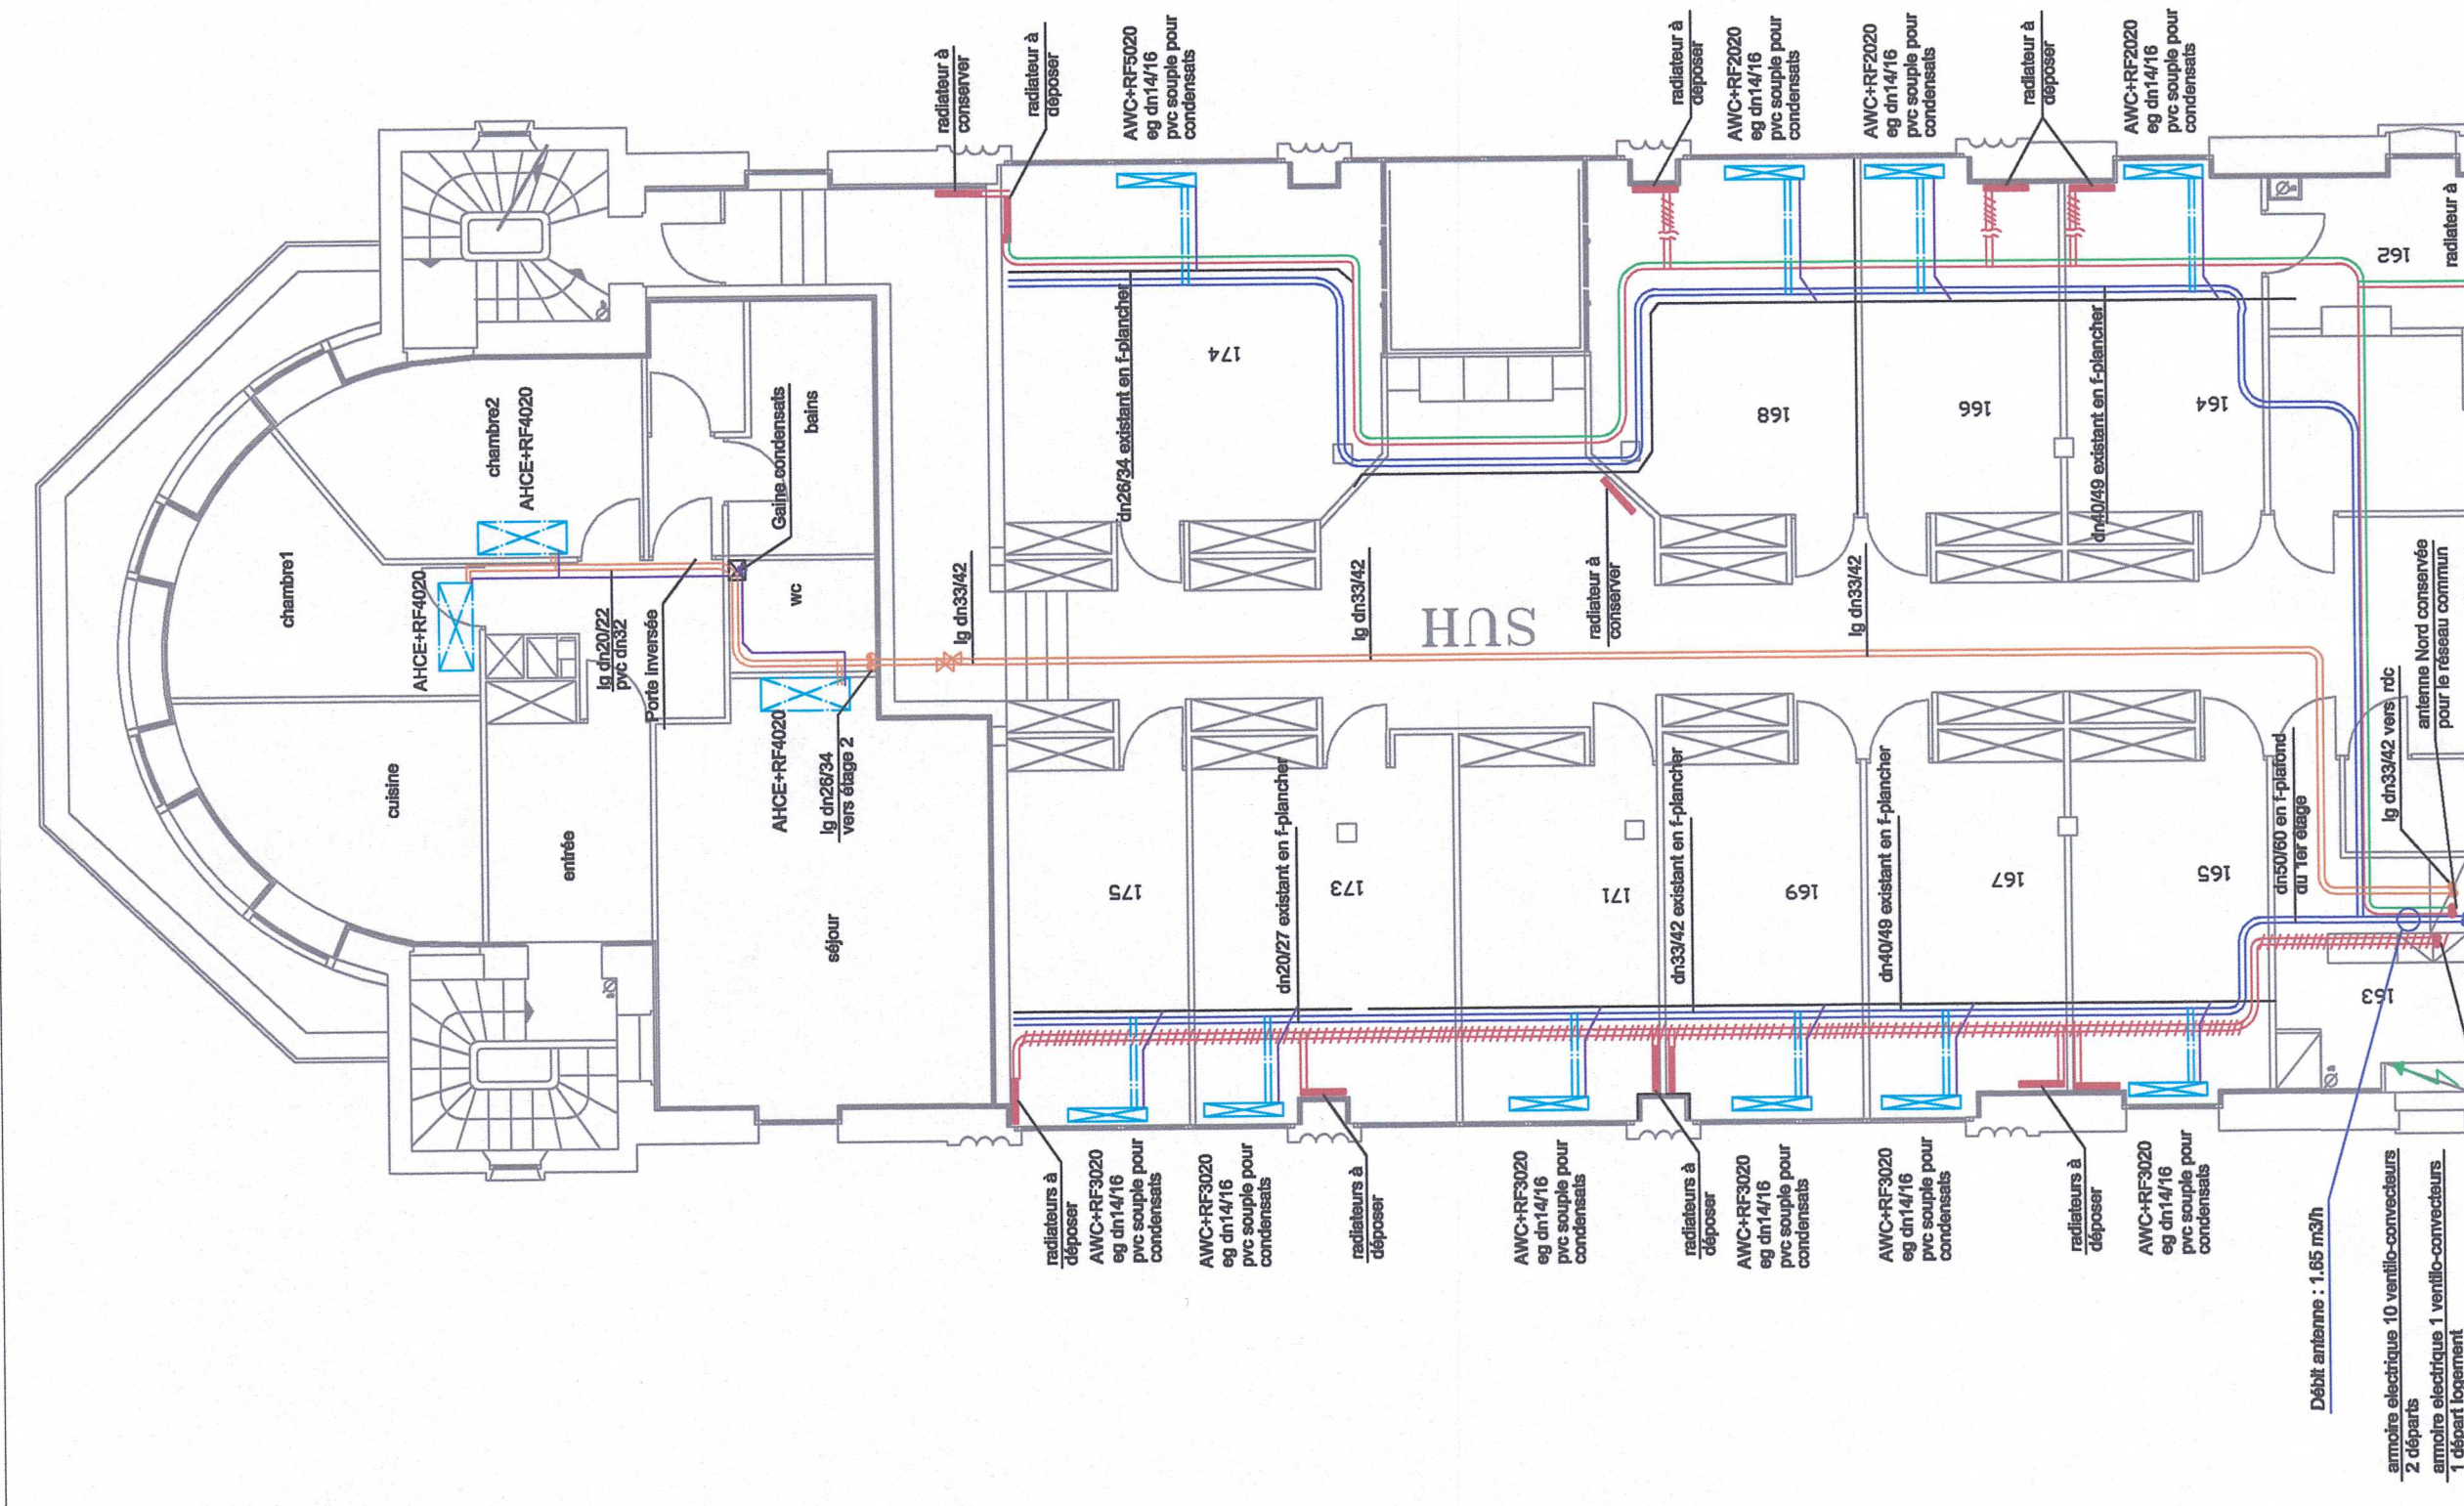 radiateur à
conserver
radiateur à
déposer
AWC+RF5020
eg dn14/16
pvc souple pour
condensats
radiateur à
déposer
AWC+RF2020
eg dn14/16
pvc souple pour
condensats
AWC+RF2020
eg dn14/16
pvc souple pour
condensats
radiateur à
déposer
AWC+RF2020
eg dn14/16
pvc souple pour
condensats
162
radiateur à
chambre2
AHCE+RF4020
Gaine condensats
bains
dn26/34 existant en f-plancher
174
168
166
dn40/49 existant en f-plancher
164
chambre1
AHCE+RF4020
lg dn20/22
pvc dn32
Porte inversée
wc
lg dn33/42
lg dn33/42
SUH
radiateur à
conserver
lg dn33/42
antenne Nord conservée
pour le réseau commun
lg dn33/42 vers rdc
cuisine
entrée
AHCE+RF4020
lg dn26/34
vers étage 2
séjour
175
dn20/27 existant en f-plancher
173
171
dn33/42 existant en f-plancher
169
dn40/49 existant en f-plancher
167
165
dn50/60 en f-plafond
du 1er étage
163
radiateurs à
déposer
AWC+RF3020
eg dn14/16
pvc souple pour
condensats
AWC+RF3020
eg dn14/16
pvc souple pour
condensats
radiateurs à
déposer
AWC+RF3020
eg dn14/16
pvc souple pour
condensats
radiateurs à
déposer
AWC+RF3020
eg dn14/16
pvc souple pour
condensats
AWC+RF3020
eg dn14/16
pvc souple pour
condensats
radiateurs à
déposer
AWC+RF3020
eg dn14/16
pvc souple pour
condensats
Débit antenne : 1.65 m3/h
armoire electrique 10 ventilo-convecteurs
2 départs
armoire electrique 1 ventilo-convecteurs
1 départ logement